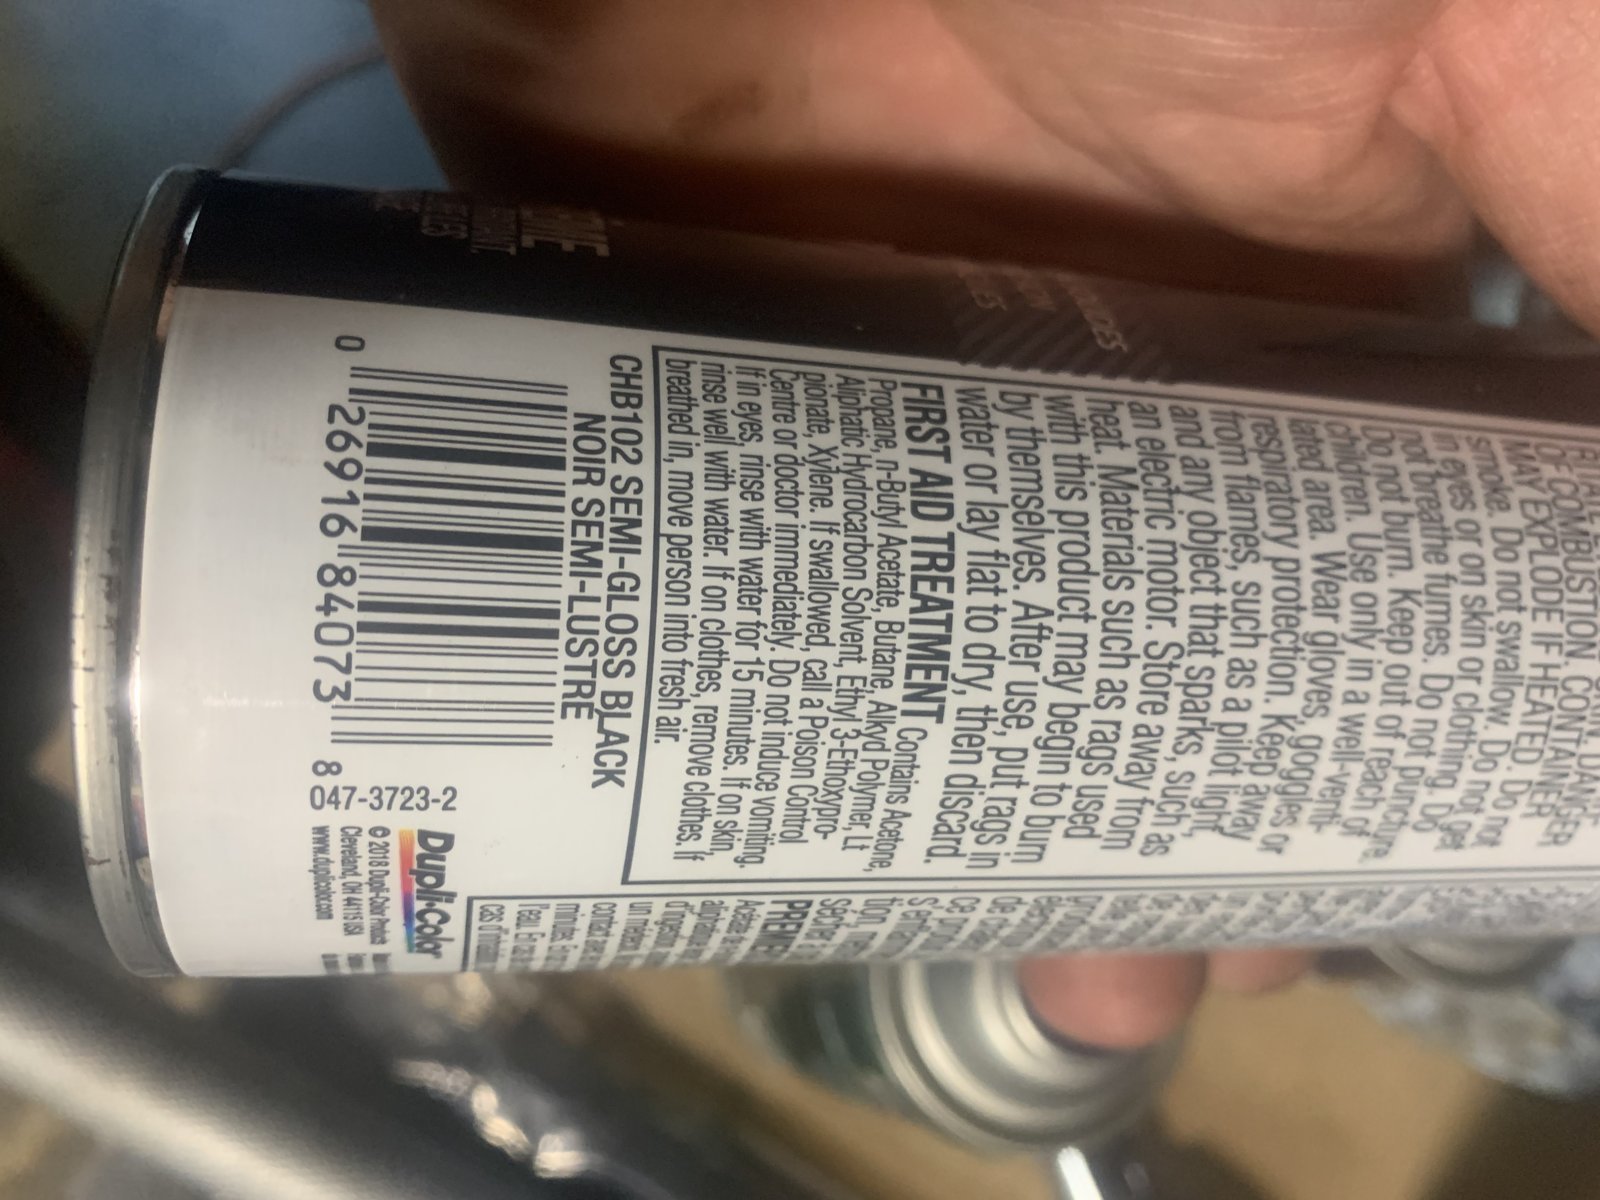 OF COMBUSTION. CONTAINER
MAY EXPLODE IF HEATED. Do not
smoke. Do not swallow. Do not get
in eyes or on skin or clothing. Do
not breathe fumes. Do not puncture.
Do not burn. Keep out of reach of
children. Use only in a well-venti-
lated area. Wear gloves, goggles or
respiratory protection. Keep away
from flames, such as a pilot light,
and any object that sparks, such as
an electric motor. Store away from
heat. Materials such as rags used
with this product may begin to burn
by themselves. After use, put rags in
water or lay flat to dry, then discard.
FIRST AID TREATMENT Contains Acetone,
Propane, n-Butyl Acetate, Butane, Alkyd Polymer, Lt
Aliphatic Hydrocarbon Solvent, Ethyl 3-Ethoxypro-
pionate, Xylene. If swallowed, call a Poison Control
Centre or doctor immediately. Do not induce vomiting.
If in eyes, rinse with water for 15 minutes. If on skin,
rinse well with water. If on clothes, remove clothes. If
breathed in, move person into fresh air.
CHB102 SEMI-GLOSS BLACK
NOIR SEMI-LUSTRE
0 26916 84073 8
047-3723-2
Dupli-Color
© 2018 Dupli-Color Products
Cleveland, OH 44115 USA
www.duplicolor.com